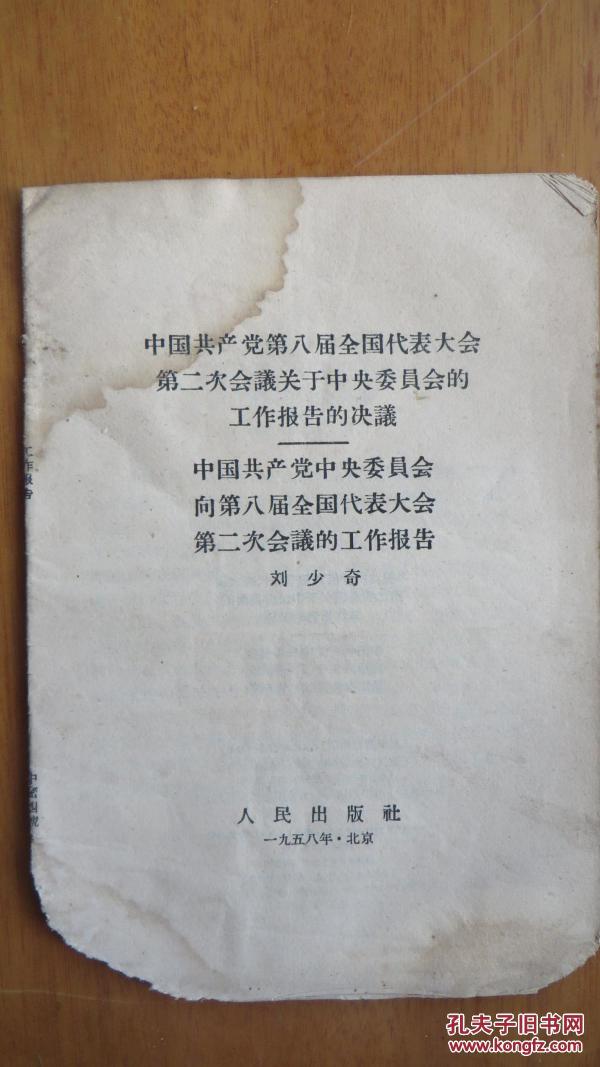 中国共产党第八届全国代表大会
第二次会議关于中央委員会的
工作报告的决議
中国共产党中央委員会
向第八届全国代表大会
第二次会議的工作报告
刘少奇
人民出版社
一九五八年·北京
工作报告
孔夫子旧书网
www.kongfz.com